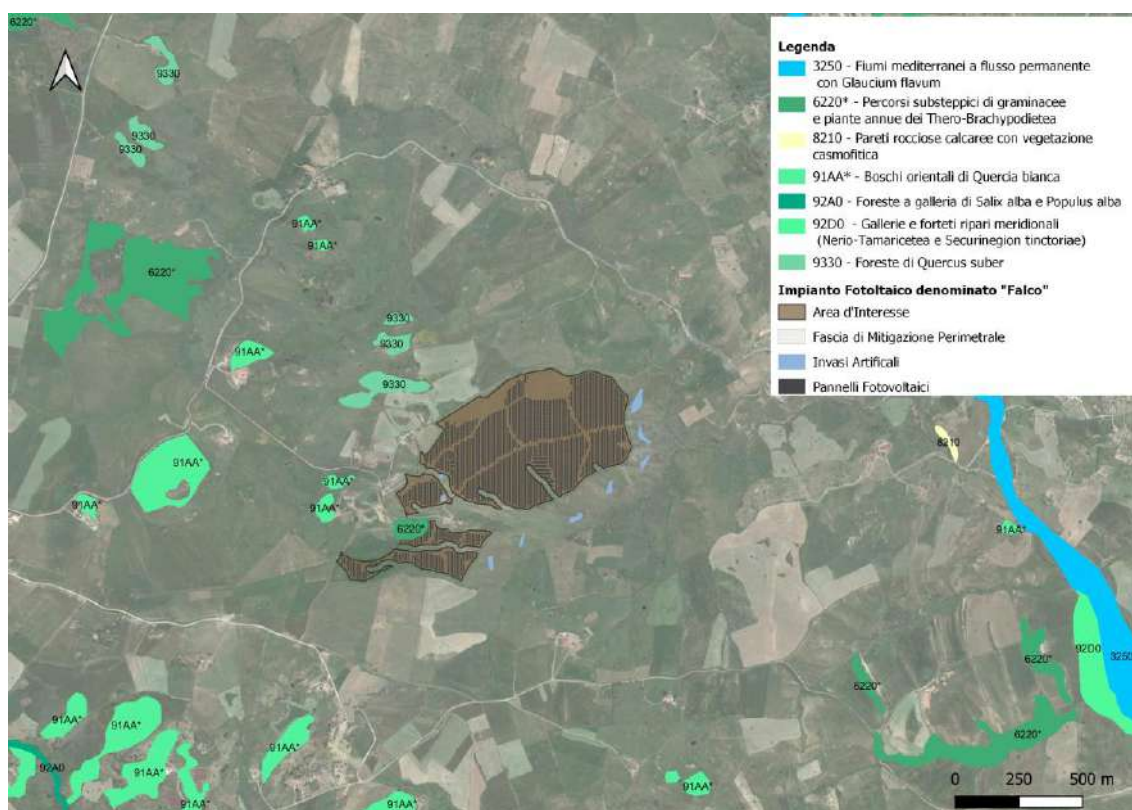 6220*
9330
9330
9330
91AA*
91AA*
6220*
9330
91AA*
9330
9330
91AA*
91AA*
91AA*
91AA*
6220*
8210
91AA*
92D0
3250
6220*
6220*
6220*
91AA*
91AA*
91AA*
91AA*
92A0
91AA*
91AA*
91AA*
91AA*
Legenda
3250 - Fiumi mediterranei a flusso permanente
con Glaucium flavum
6220* - Percorsi substeppici di graminacee
e piante annue dei Thero-Brachypodietea
8210 - Pareti rocciose calcaree con vegetazione
casmofitica
91AA* - Boschi orientali di Quercia bianca
92A0 - Foreste a galleria di Salix alba e Populus alba
92D0 - Gallerie e forteti ripari meridionali
(Nerio-Tamaricetea e Securinegion tinctoriae)
9330 - Foreste di Quercus suber
Impianto Fotoltaico denominato "Falco"
Area d'Interesse
Fascia di Mitigazione Perimetrale
Invasi Artificali
Pannelli Fotovoltaici
0 250 500 m